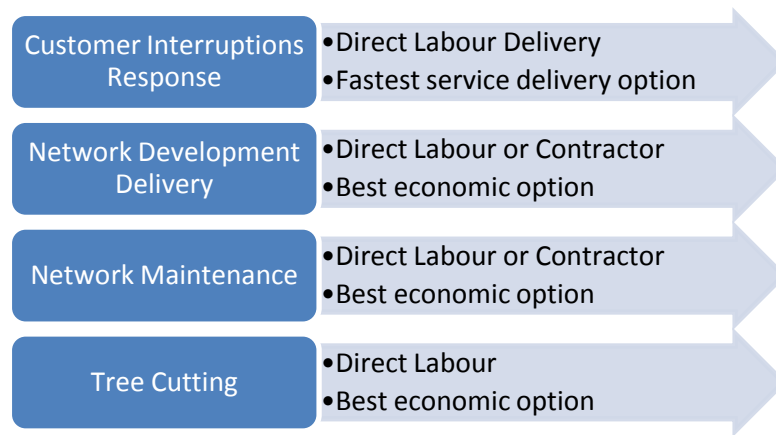 Customer Interruptions
Response
•Direct Labour Delivery
•Fastest service delivery option
Network Development
Delivery
•Direct Labour or Contractor
•Best economic option
Network Maintenance
•Direct Labour or Contractor
•Best economic option
Tree Cutting
•Direct Labour
•Best economic option